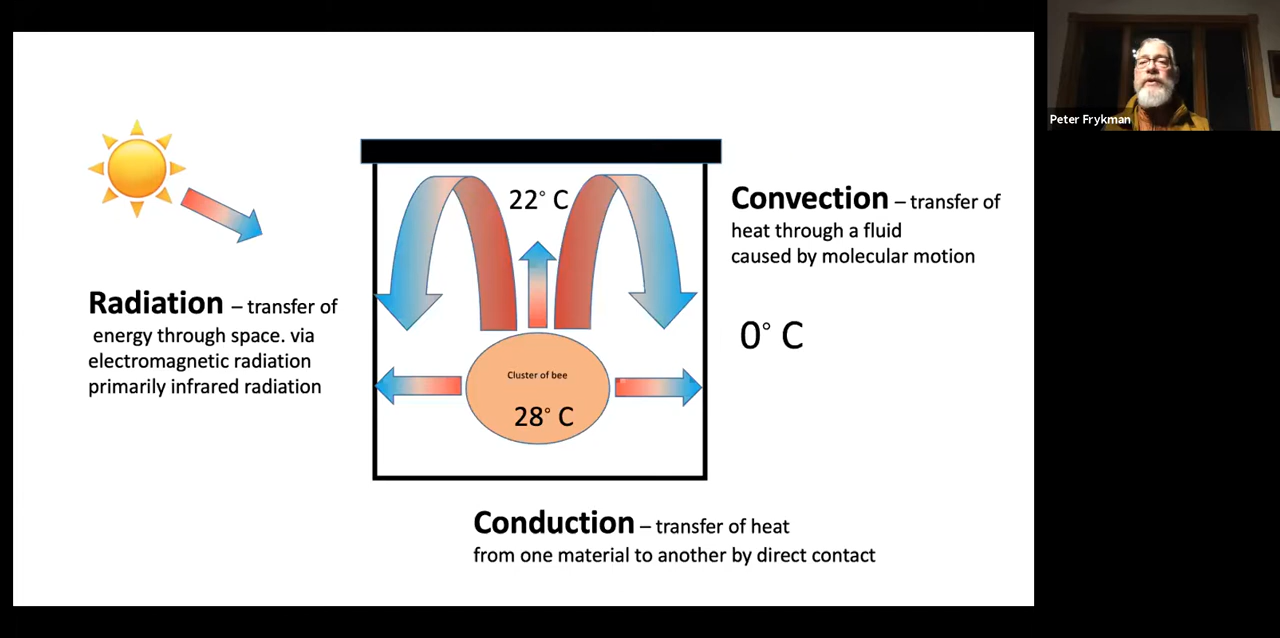 22° C
Convection – transfer of
heat through a fluid
caused by molecular motion
Radiation – transfer of
energy through space. via
electromagnetic radiation
primarily infrared radiation
0° C
Cluster of bee
28° C
Conduction – transfer of heat
from one material to another by direct contact
Peter Frykman